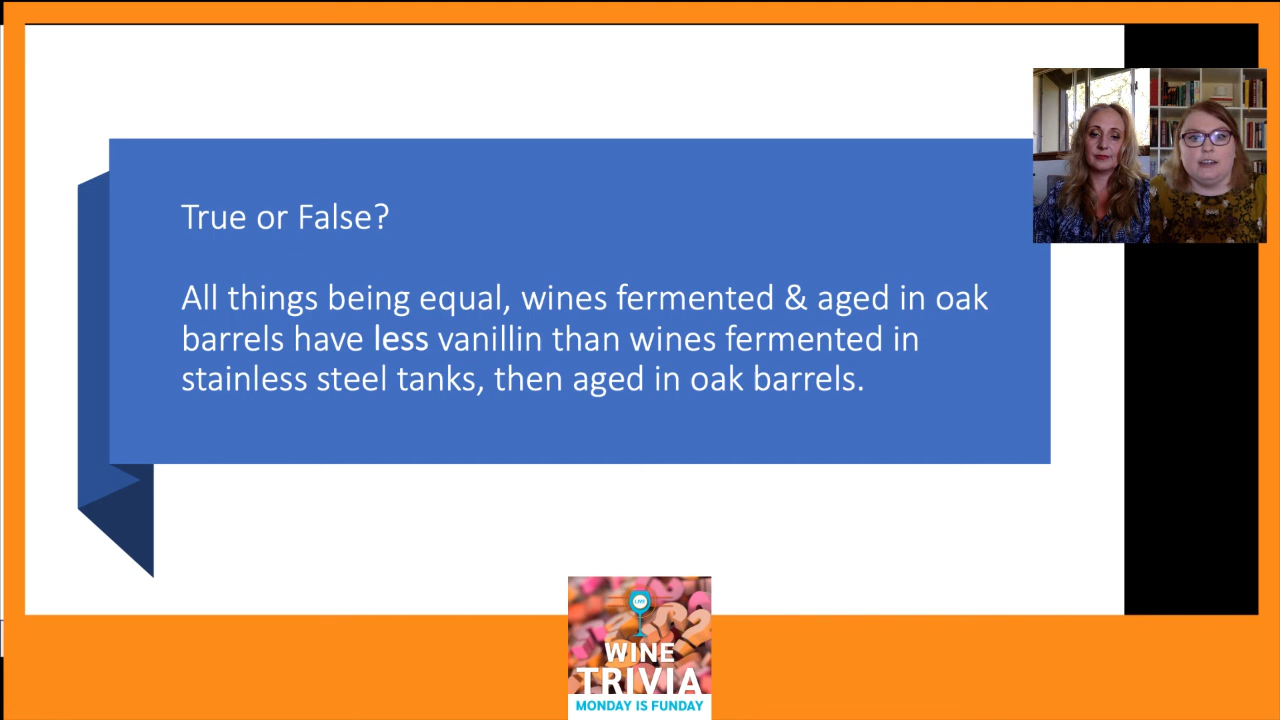 True or False?
All things being equal, wines fermented & aged in oak
barrels have less vanillin than wines fermented in
stainless steel tanks, then aged in oak barrels.
LIVE
WINE
TRIVIA
MONDAY IS FUNDAY